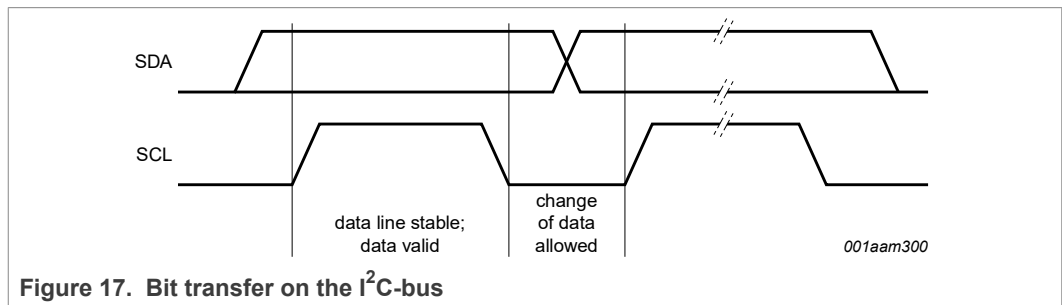 SDA
SCL
data line stable;
data valid
change
of data
allowed
001aam300
Figure 17. Bit transfer on the I²C-bus